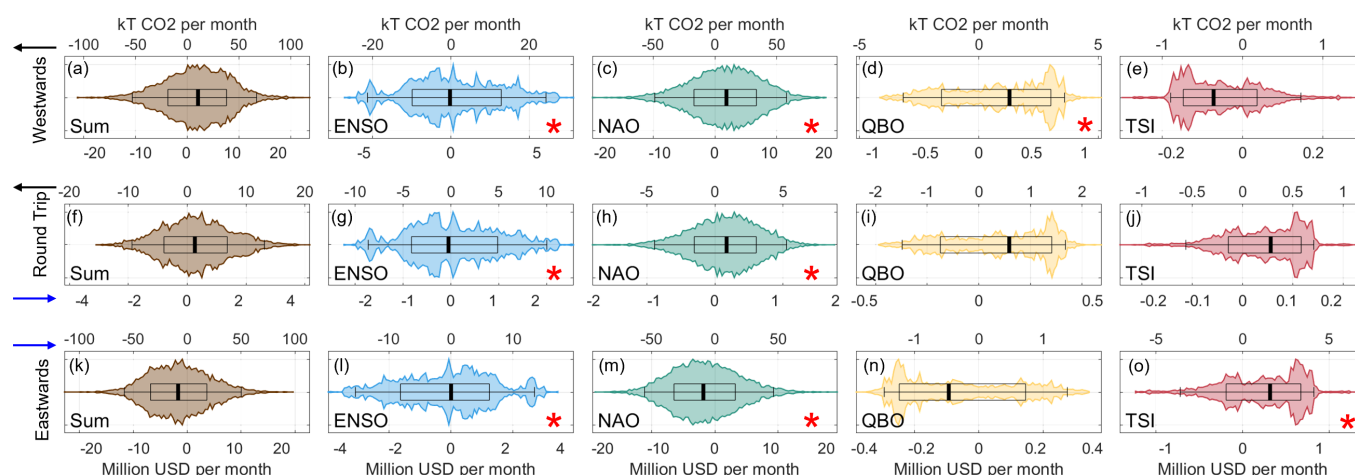 kT CO2 per month kT CO2 per month kT CO2 per month kT CO2 per month kT CO2 per month
-100 -50 0 50 100 -20 0 20 -50 0 50 -5 0 5 -1 0 1
Westwards
(a) (b) (c) (d) (e)
Sum ENSO * NAO * QBO * TSI
-20 -10 0 10 20 -5 0 5 -20 -10 0 10 20 -1 -0.5 0 0.5 1 -0.2 0 0.2
-20 -10 0 10 20 -10 -5 0 5 10 -10 -5 0 5 -2 -1 0 1 2 -1 -0.5 0 0.5 1
Round Trip
(f) (g) (h) (i) (j)
Sum ENSO * NAO * QBO TSI
-4 -2 0 2 4 -2 -1 0 1 2 -2 -1 0 1 2 -0.5 0 0.5 -0.2 -0.1 0 0.1 0.2
-100 -50 0 50 100 -10 0 10 -50 0 50 -1 0 1 -5 0 5
Eastwards
(k) (l) (m) (n) (o)
Sum ENSO * NAO * QBO TSI *
-20 -10 0 10 20 -4 -2 0 2 4 -20 -10 0 10 20 -0.4 -0.2 0 0.2 0.4 -1 0 1
Million USD per month Million USD per month Million USD per month Million USD per month Million USD per month